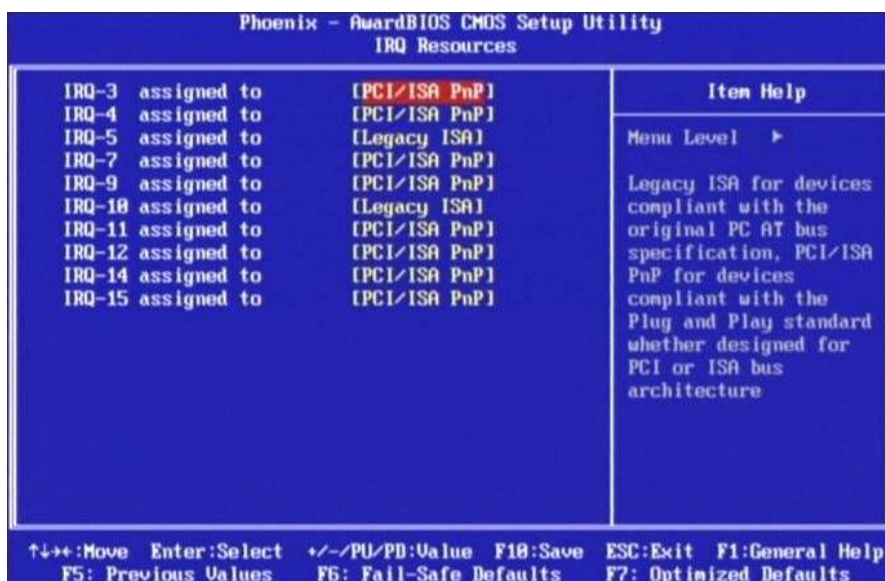 Phoenix - AwardBIOS CMOS Setup Utility
IRQ Resources
IRQ-3 assigned to [PCI/ISA PnP]
IRQ-4 assigned to [PCI/ISA PnP]
IRQ-5 assigned to [Legacy ISA]
IRQ-7 assigned to [PCI/ISA PnP]
IRQ-9 assigned to [PCI/ISA PnP]
IRQ-10 assigned to [Legacy ISA]
IRQ-11 assigned to [PCI/ISA PnP]
IRQ-12 assigned to [PCI/ISA PnP]
IRQ-14 assigned to [PCI/ISA PnP]
IRQ-15 assigned to [PCI/ISA PnP]
Item Help
Menu Level ►
Legacy ISA for devices
compliant with the
original PC AT bus
specification, PCI/ISA
PnP for devices
compliant with the
Plug and Play standard
whether designed for
PCI or ISA bus
architecture
↑↓→←:Move Enter:Select +/-/PU/PD:Value F10:Save ESC:Exit F1:General Help
F5: Previous Values F6: Fail-Safe Defaults F7: Optimized Defaults